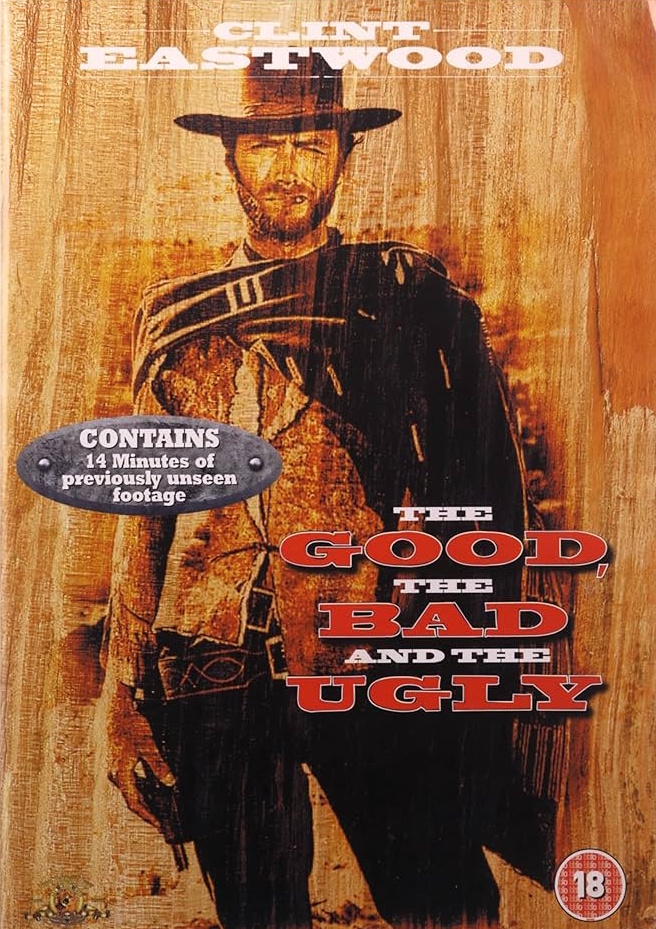 CLINT
EASTWOOD
CONTAINS
14 Minutes of
previously unseen
footage
THE
GOOD,
THE
BAD
AND THE
UGLY
18